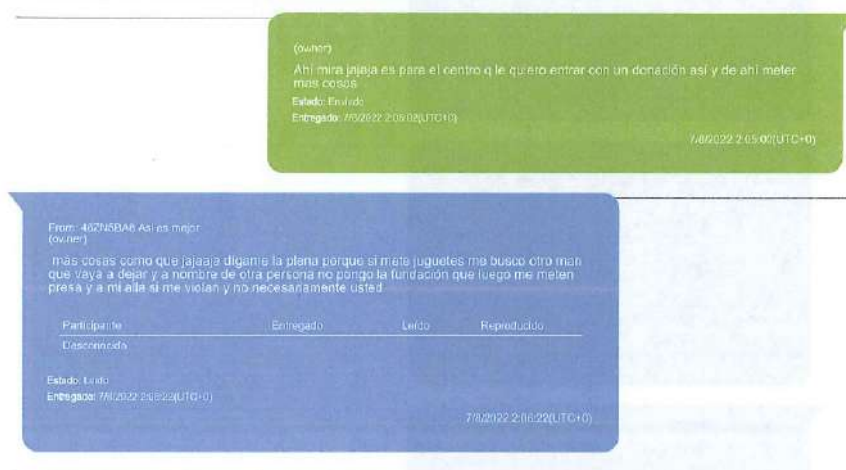 (owner)
Ahí mira jajaja es para el centro q le quiero entrar con un donación así y de ahí meter
mas cosas
Estado: Enviado
Entregado: 7/8/2022 2:05:02(UTC+0)
7/8/2022 2:05:00(UTC+0)
From: 46ZN5BA6 Asi es mejor
(owner)
más cosas como que jajaaje dígame la plena porque si mete juguetes me busco otro man
que vaya a dejar y a nombre de otra persona no pongo la fundación que luego me meten
presa y a mi alla si me violan y no necesariamente usted
Participante Entregado Leído Reproducido
Desconocido
Estado: Leído
Entregado: 7/8/2022 2:06:22(UTC+0)
7/8/2022 2:06:22(UTC+0)